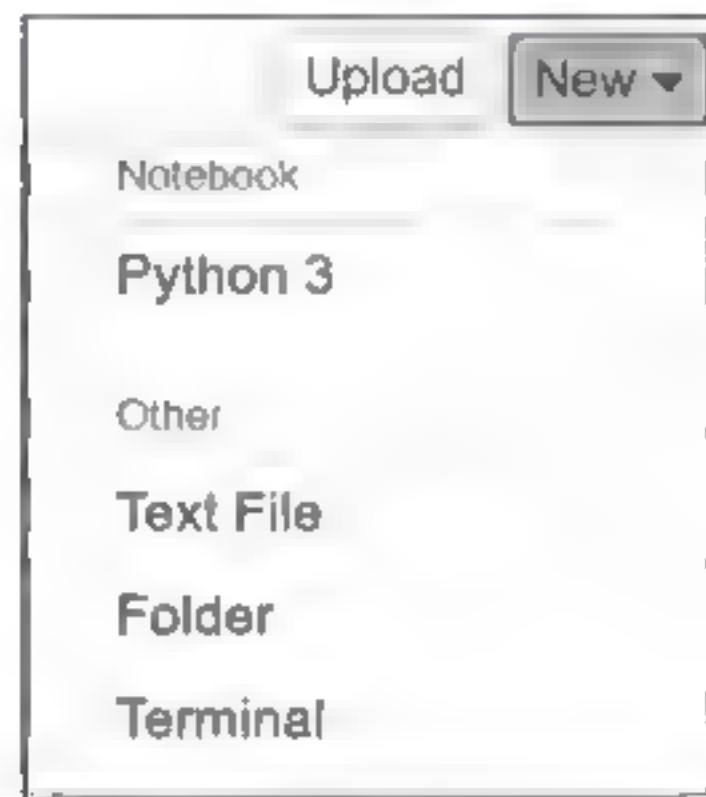 Upload New
Notebook
Python 3
Other
Text File
Folder
Terminal